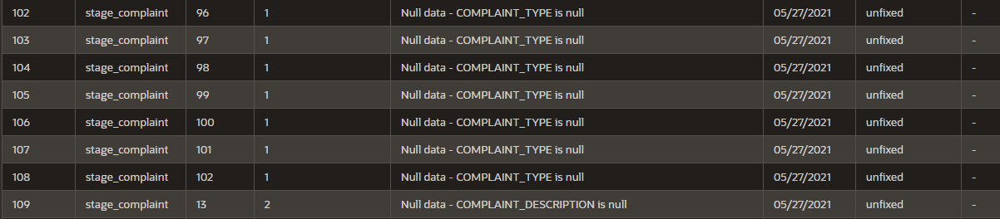 102 stage_complaint 96 1 Null data - COMPLAINT_TYPE is null 05/27/2021 unfixed -
103 stage_complaint 97 1 Null data - COMPLAINT_TYPE is null 05/27/2021 unfixed -
104 stage_complaint 98 1 Null data - COMPLAINT_TYPE is null 05/27/2021 unfixed -
105 stage_complaint 99 1 Null data - COMPLAINT_TYPE is null 05/27/2021 unfixed -
106 stage_complaint 100 1 Null data - COMPLAINT_TYPE is null 05/27/2021 unfixed -
107 stage_complaint 101 1 Null data - COMPLAINT_TYPE is null 05/27/2021 unfixed -
108 stage_complaint 102 1 Null data - COMPLAINT_TYPE is null 05/27/2021 unfixed -
109 stage_complaint 13 2 Null data - COMPLAINT_DESCRIPTION is null 05/27/2021 unfixed -